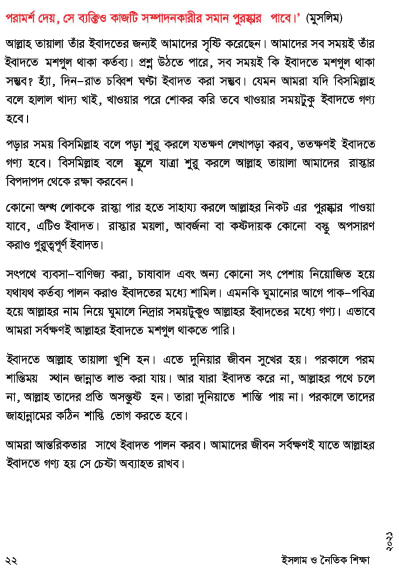 পরামর্শ দেয়, সে ব্যক্তিও কাজটি সম্পাদনকারীর সমান পুরস্কার পাবে।’ (মুসলিম)
আল্লাহ তায়ালা তাঁর ইবাদতের জন্যই আমাদের সৃষ্টি করেছেন। আমাদের সব সময়ই তাঁর
ইবাদতে মশগুল থাকা কর্তব্য। প্রশ্ন উঠতে পারে, সব সময়ই কি ইবাদতে মশগুল থাকা
সম্ভব? হ্যাঁ, দিন-রাত চব্বিশ ঘণ্টা ইবাদত করা সম্ভব। যেমন আমরা যদি বিসমিল্লাহ
বলে হালাল খাদ্য খাই, খাওয়ার পরে শোকর করি তবে খাওয়ার সময়টুকু ইবাদতে গণ্য
হবে।
পড়ার সময় বিসমিল্লাহ বলে পড়া শুরু করলে যতক্ষণ লেখাপড়া করব, ততক্ষণই ইবাদতে
গণ্য হবে। বিসমিল্লাহ বলে স্কুলে যাত্রা শুরু করলে আল্লাহ তায়ালা আমাদের রাস্তার
বিপদাপদ থেকে রক্ষা করবেন।
কোনো অন্ধ লোককে রাস্তা পার হতে সাহায্য করলে আল্লাহর নিকট এর পুরস্কার পাওয়া
যাবে, এটিও ইবাদত। রাস্তার ময়লা, আবর্জনা বা কষ্টদায়ক কোনো বস্তু অপসারণ
করাও গুরুত্বপূর্ণ ইবাদত।
সৎপথে ব্যবসা-বাণিজ্য করা, চাষাবাদ এবং অন্য কোনো সৎ পেশায় নিয়োজিত হয়ে
যথাযথ কর্তব্য পালন করাও ইবাদতের মধ্যে শামিল। এমনকি ঘুমানোর আগে পাক-পবিত্র
হয়ে আল্লাহর নাম নিয়ে ঘুমালে নিদ্রার সময়টুকুও আল্লাহর ইবাদতের মধ্যে গণ্য। এভাবে
আমরা সর্বক্ষণই আল্লাহর ইবাদতে মশগুল থাকতে পারি।
ইবাদতে আল্লাহ তায়ালা খুশি হন। এতে দুনিয়ার জীবন সুখের হয়। পরকালে পরম
শান্তিময় স্থান জান্নাত লাভ করা যায়। আর যারা ইবাদত করে না, আল্লাহর পথে চলে
না, আল্লাহ তাদের প্রতি অসন্তুষ্ট হন। তারা দুনিয়াতে শান্তি পায় না। পরকালে তাদের
জাহান্নামের কঠিন শাস্তি ভোগ করতে হবে।
আমরা আন্তরিকতার সাথে ইবাদত পালন করব। আমাদের জীবন সর্বক্ষণই যাতে আল্লাহর
ইবাদতে গণ্য হয় সে চেষ্টা অব্যাহত রাখব।
২২
ইসলাম ও নৈতিক শিক্ষা
২০২১